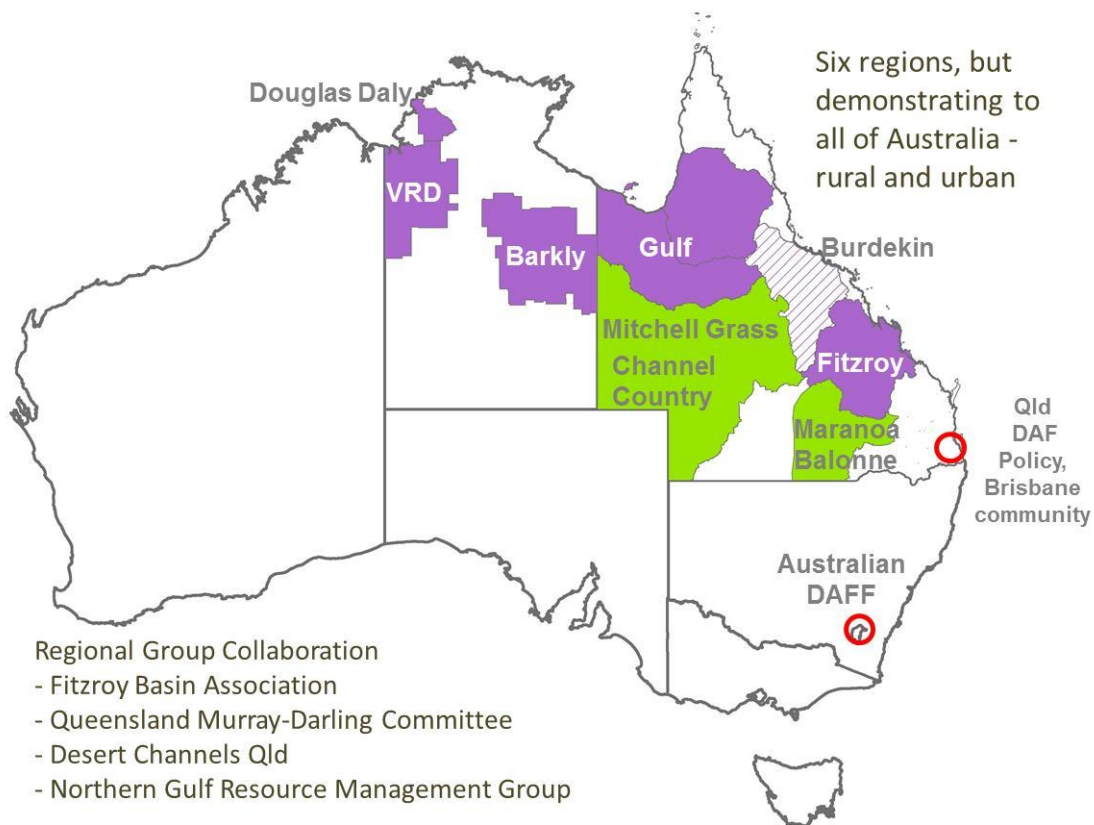 Six regions, but
demonstrating to
all of Australia -
rural and urban
Douglas Daly
VRD
Barkly
Gulf
Burdekin
Mitchell Grass
Channel
Country
Fitzroy
Maranoa
Balonne
Qld
DAF
Policy,
Brisbane
community
Australian
DAFF
Regional Group Collaboration
- Fitzroy Basin Association
- Queensland Murray-Darling Committee
- Desert Channels Qld
- Northern Gulf Resource Management Group